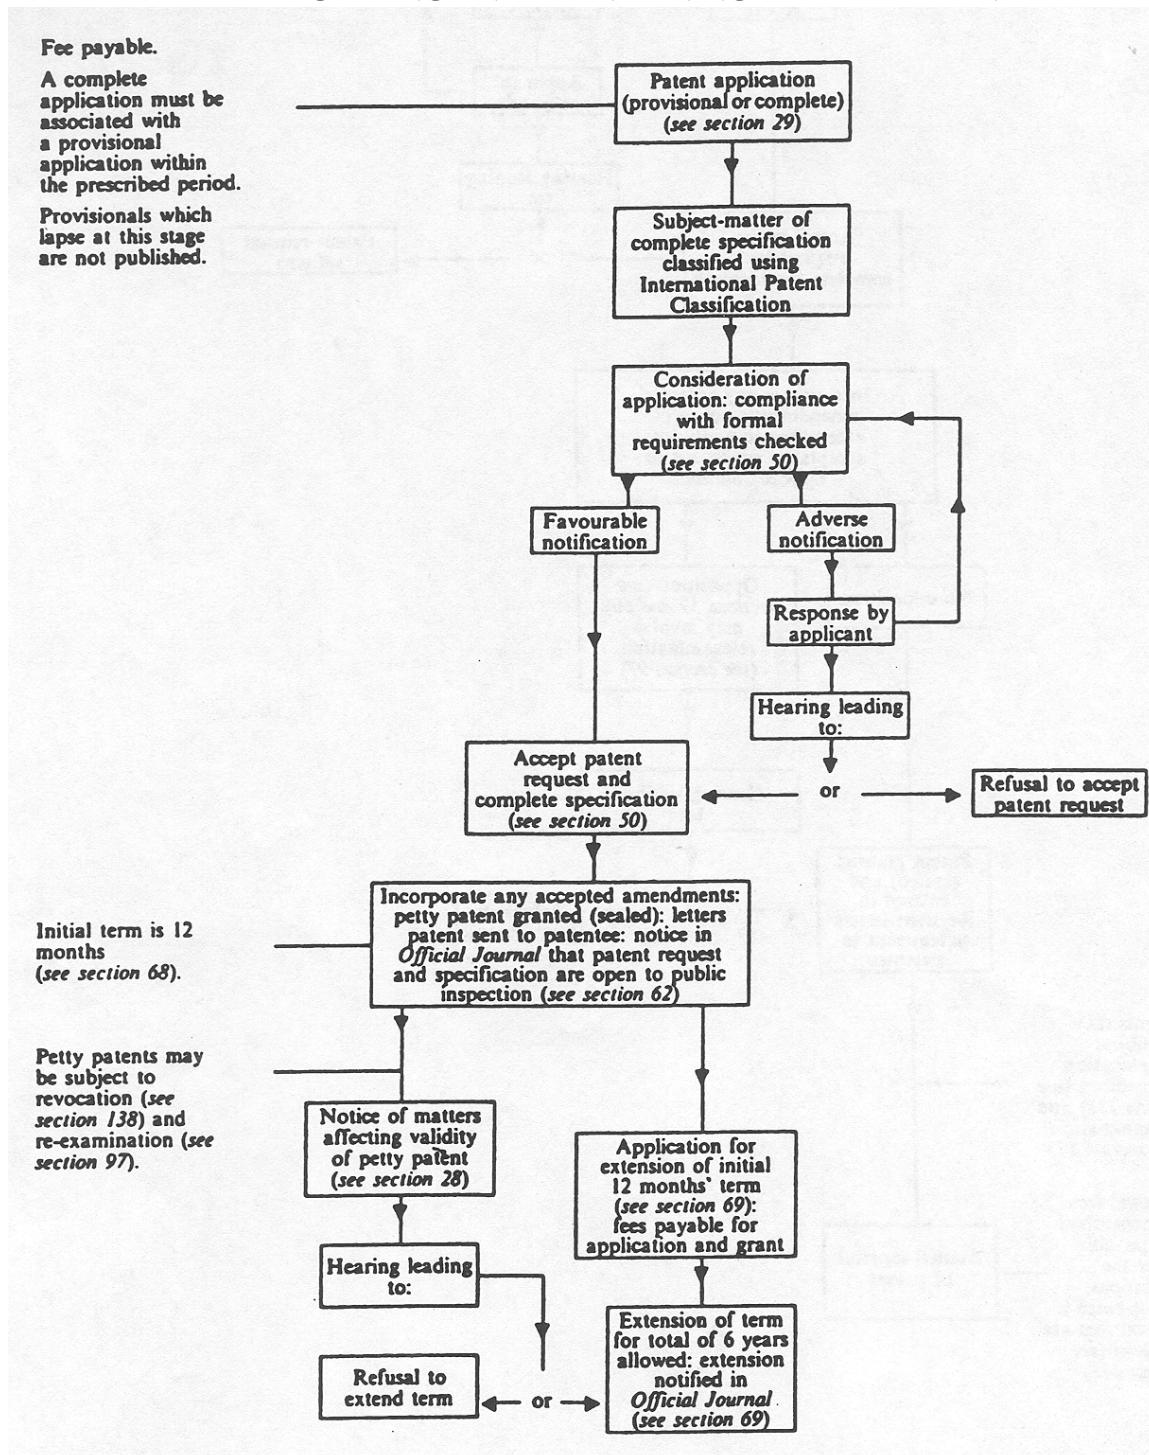 Fee payable.
A complete
application must be
associated with
a provisional
application within
the prescribed period.
Provisionals which
lapse at this stage
are not published.
Patent application
(provisional or complete)
(see section 29)
Subject-matter of
complete specification
classified using
International Patent
Classification
Consideration of
application: compliance
with formal
requirements checked
(see section 50)
Favourable
notification
Adverse
notification
Response by
applicant
Hearing leading
to:
Accept patent
request and
complete specification
(see section 50)
or
Refusal to accept
patent request
Incorporate any accepted amendments:
petty patent granted (sealed): letters
patent sent to patentee: notice in
Official Journal that patent request
and specification are open to public
inspection (see section 62)
Initial term is 12
months
(see section 68).
Petty patents may
be subject to
revocation (see
section 138) and
re-examination (see
section 97).
Notice of matters
affecting validity
of petty patent
(see section 28)
Application for
extension of initial
12 months' term
(see section 69):
fees payable for
application and grant
Hearing leading
to:
Refusal to
extend term
or
Extension of term
for total of 6 years
allowed: extension
notified in
Official Journal
(see section 69)